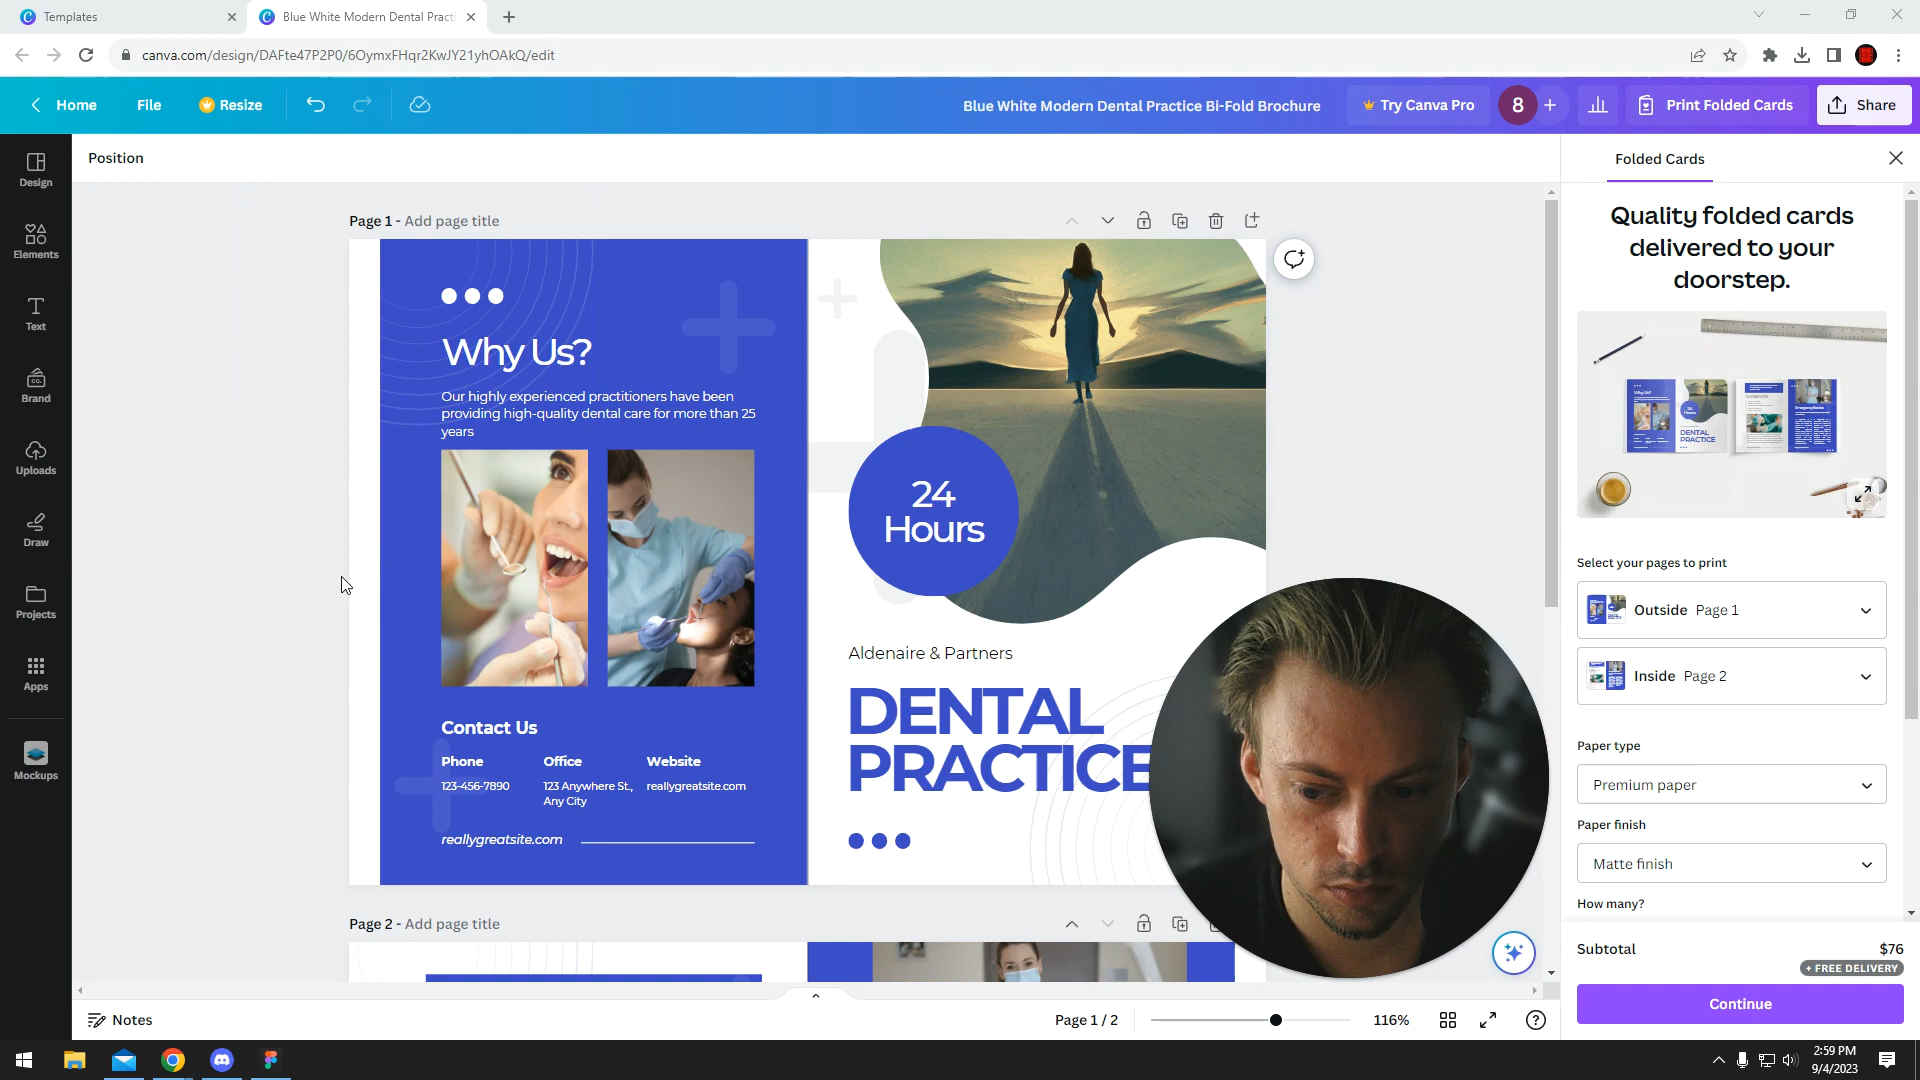 Templates
Blue White Modern Dental Practi
canva.com/design/DAFte47P2P0/6OymxFHqr2KwJY21yhOAkQ/edit
Home
File
Resize
Blue White Modern Dental Practice Bi-Fold Brochure
Try Canva Pro
8
Print Folded Cards
Share
Design
Elements
Text
Brand
Uploads
Draw
Projects
Apps
Mockups
Position
Page 1 - Add page title
Why Us?
Our highly experienced practitioners have been
providing high-quality dental care for more than 25
years
24
Hours
Contact Us
Phone
Office
Website
123-456-7890
123 Anywhere St.,
Any City
reallygreatsite.com
reallygreatsite.com
Aldenaire & Partners
DENTAL
PRACTICE
Page 2 - Add page title
Notes
Page 1 / 2
116%
Folded Cards
Quality folded cards
delivered to your
doorstep.
24
Hours
DENTAL
PRACTICE
Select your pages to print
Outside Page 1
Inside Page 2
Paper type
Premium paper
Paper finish
Matte finish
How many?
Subtotal
$76
+ FREE DELIVERY
Continue
2:59 PM
9/4/2023